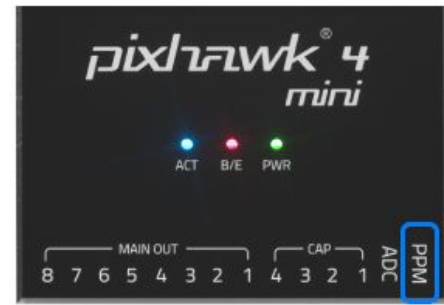 pixhawk® 4
mini
ACT B/E PWR
MAIN OUT CAP
8 7 6 5 4 3 2 1 4 3 2 1 ADC PPM